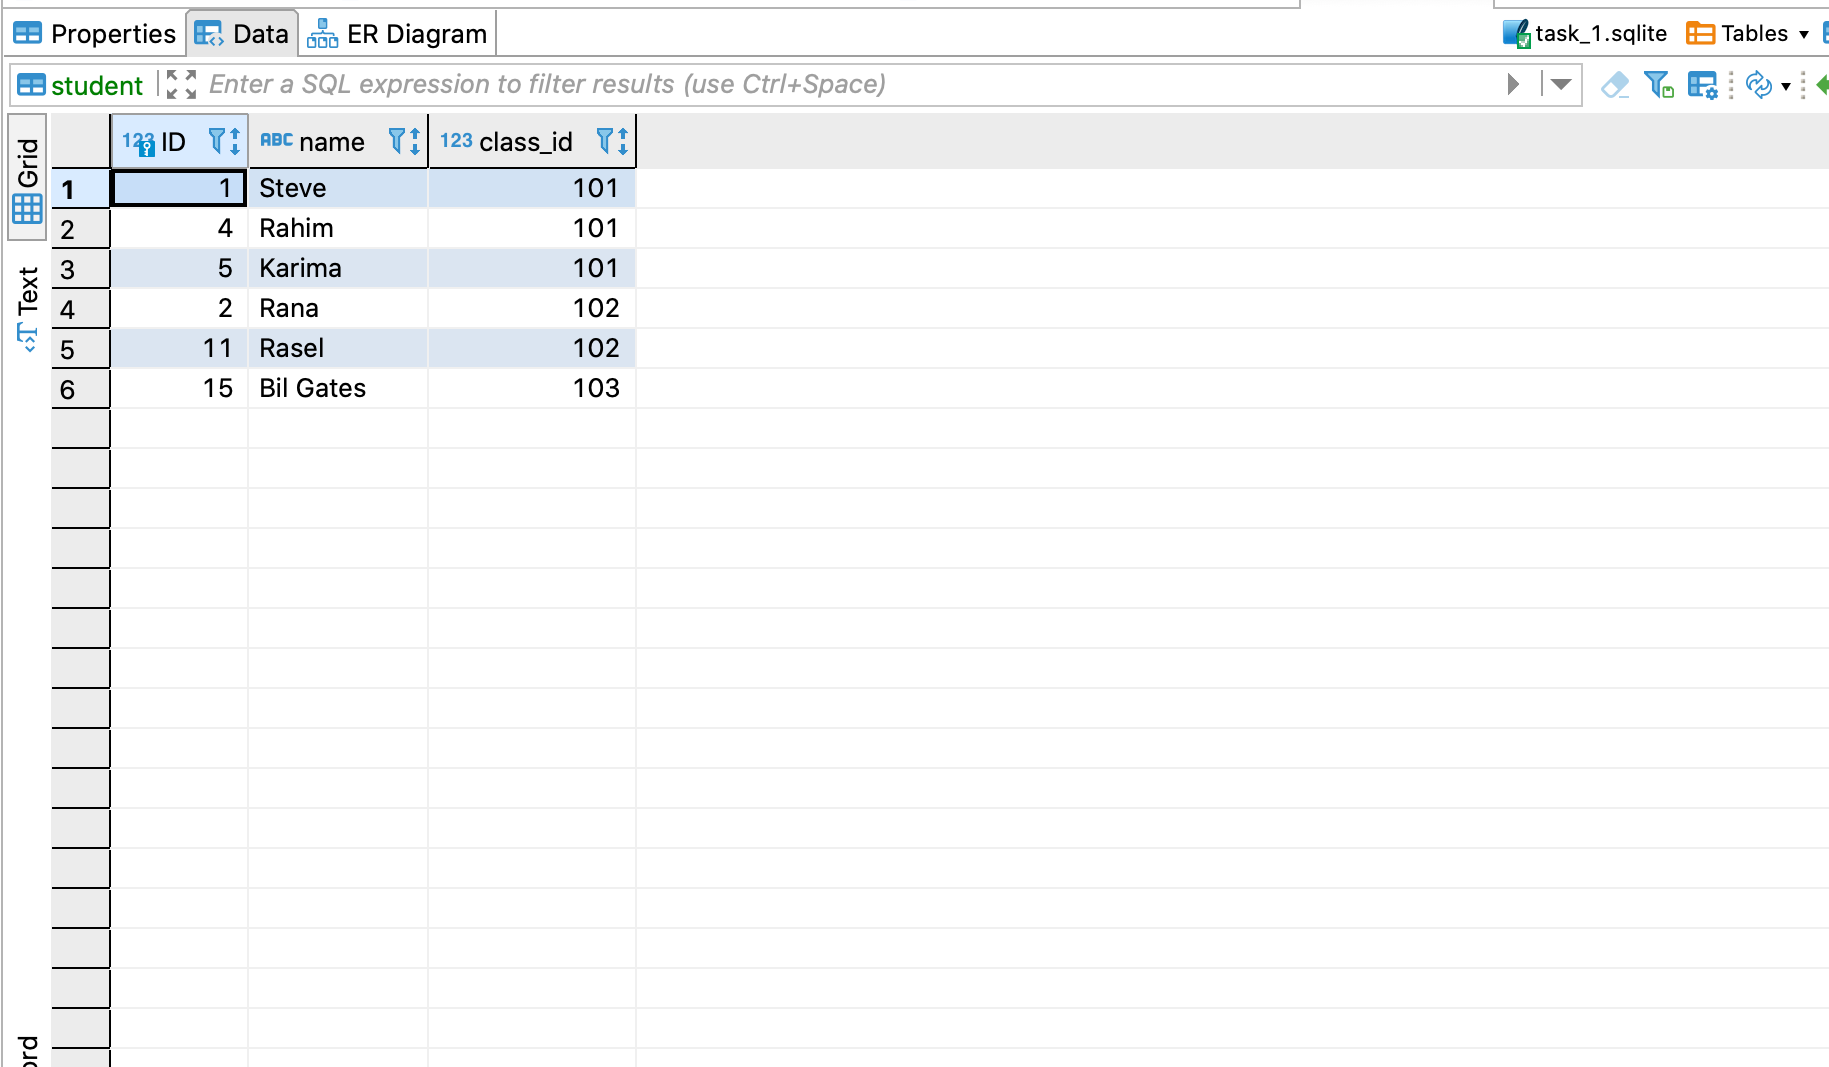 Properties Data ER Diagram task_1.sqlite Tables
student Enter a SQL expression to filter results (use Ctrl+Space)
Grid
Text
123 ID ABC name 123 class_id
1 1 Steve 101
2 4 Rahim 101
3 5 Karima 101
4 2 Rana 102
5 11 Rasel 102
6 15 Bil Gates 103